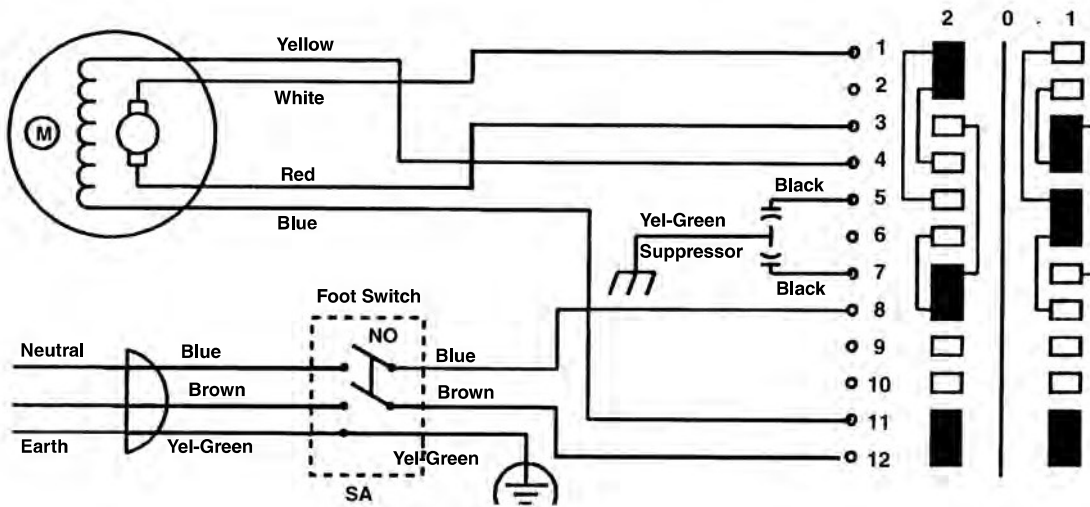 2 0 1
Yellow
1
White
2
M
3
Red
4
Black
5
Blue
Yel-Green
6
Suppressor
7
Black
Foot Switch
8
NO
Neutral
Blue
Blue
9
Brown
Brown
10
11
Earth
Yel-Green
Yel-Green
12
SA